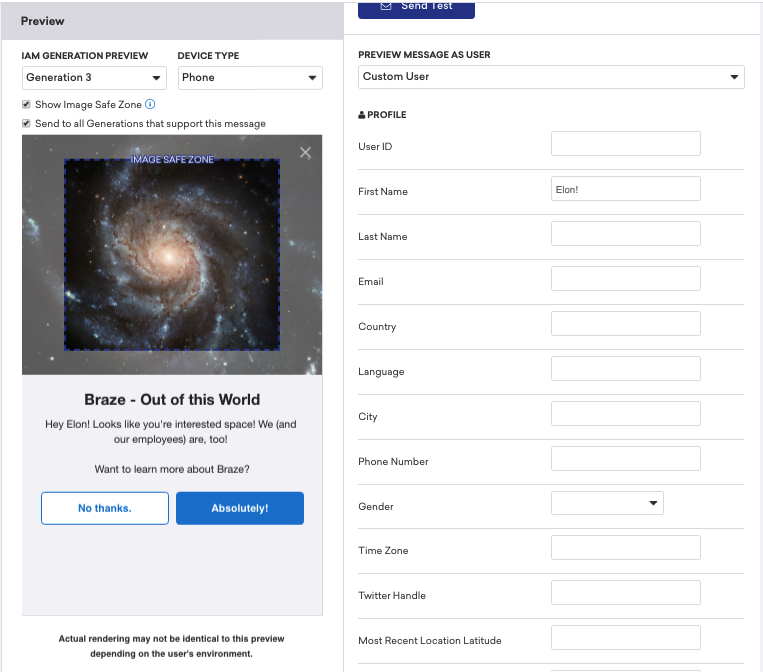 Preview
IAM GENERATION PREVIEW
DEVICE TYPE
Generation 3
Phone
Show Image Safe Zone
Send to all Generations that support this message
IMAGE SAFE ZONE
Braze - Out of this World
Hey Elon! Looks like you're interested space! We (and
our employees) are, too!
Want to learn more about Braze?
No thanks.
Absolutely!
Actual rendering may not be identical to this preview
depending on the user's environment.
Send Test
PREVIEW MESSAGE AS USER
Custom User
PROFILE
User ID
First Name
Elon!
Last Name
Email
Country
Language
City
Phone Number
Gender
Time Zone
Twitter Handle
Most Recent Location Latitude